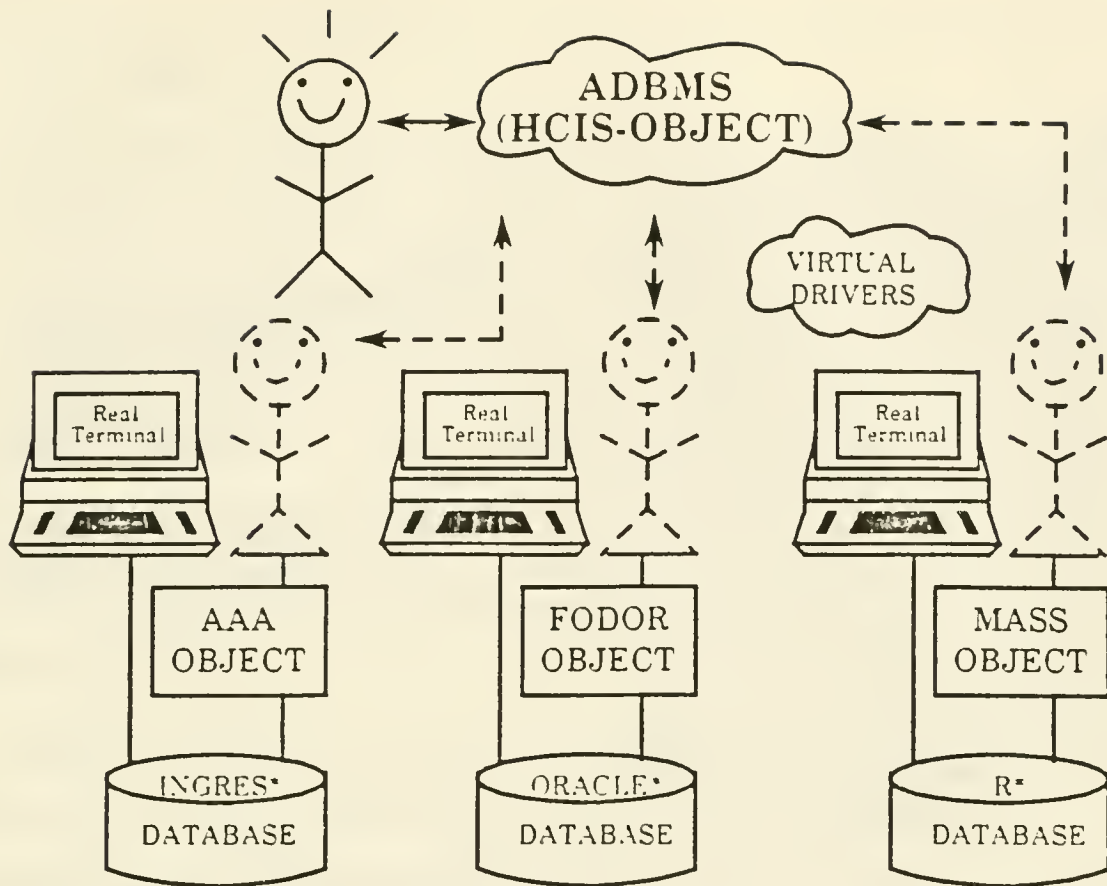 ADBMS
(HCIS-OBJECT)
VIRTUAL
DRIVERS
Real
Terminal
Real
Terminal
Real
Terminal
AAA
OBJECT
FODOR
OBJECT
MASS
OBJECT
INGRES*
DATABASE
ORACLE*
DATABASE
R*
DATABASE